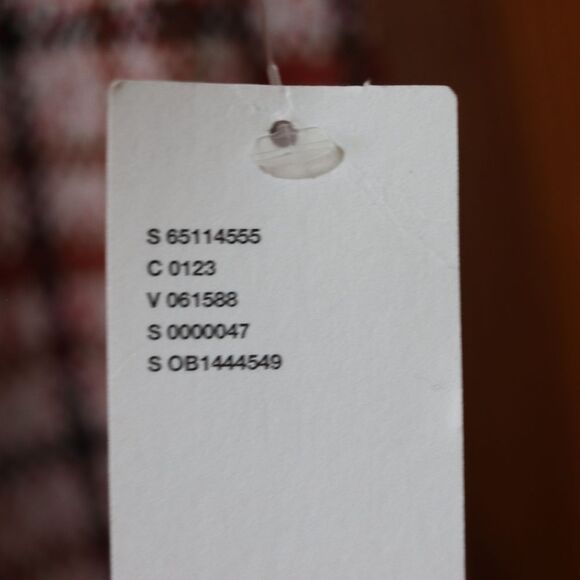 S 65114555
C 0123
V 061588
S 0000047
S OB1444549